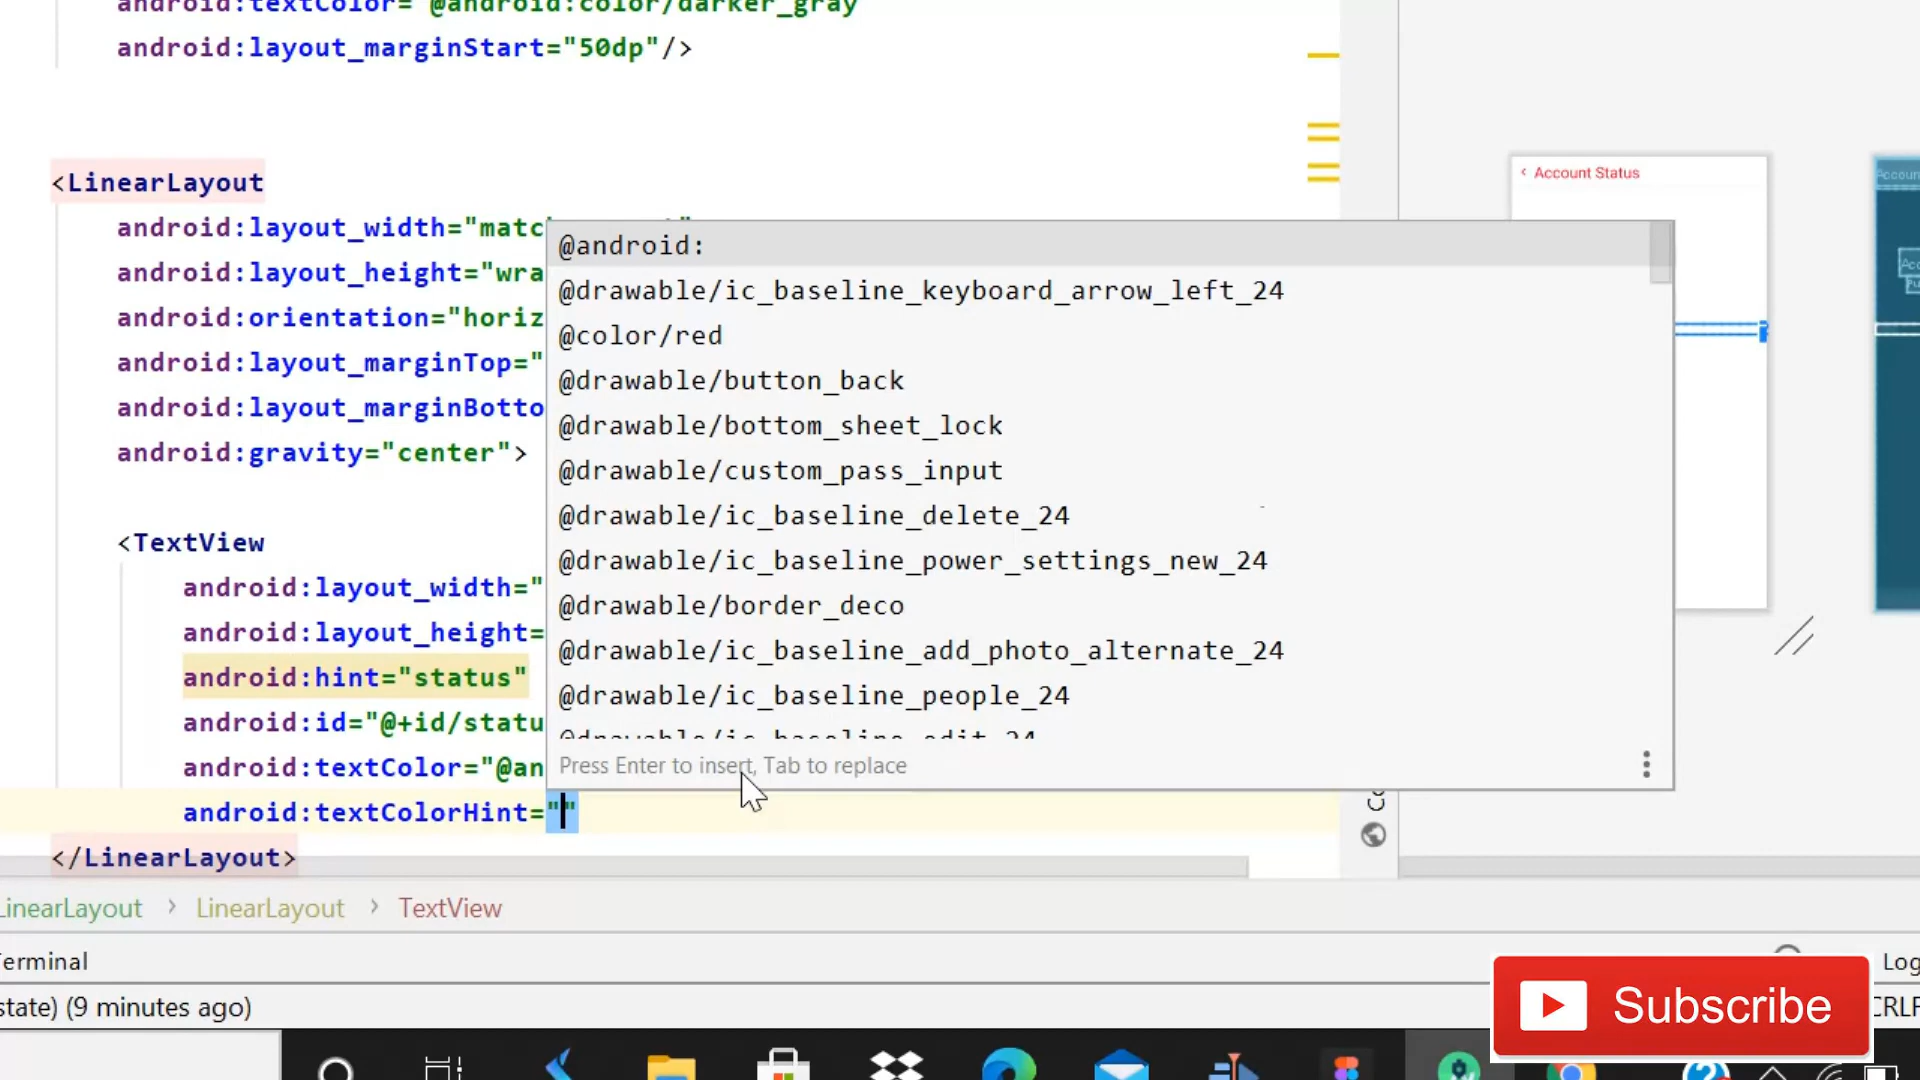 android:textColor="@android:color/darker_gray
android:layout_marginStart="50dp"/>
<LinearLayout
android:layout_width="matc
android:layout_height="wra
android:orientation="horiz
android:layout_marginTop="
android:layout_marginBotto
android:gravity="center">
<TextView
android:layout_width="
android:layout_height=
android:hint="status"
android:id="@+id/statu
android:textColor="@an
android:textColorHint=""
</LinearLayout>
@android:
@drawable/ic_baseline_keyboard_arrow_left_24
@color/red
@drawable/button_back
@drawable/bottom_sheet_lock
@drawable/custom_pass_input
@drawable/ic_baseline_delete_24
@drawable/ic_baseline_power_settings_new_24
@drawable/border_deco
@drawable/ic_baseline_add_photo_alternate_24
@drawable/ic_baseline_people_24
@drawable/ic_baseline_edit_24
Press Enter to insert, Tab to replace
< Account Status
Accoun
LinearLayout > LinearLayout > TextView
Terminal
Log
state) (9 minutes ago)
CRLF
Subscribe